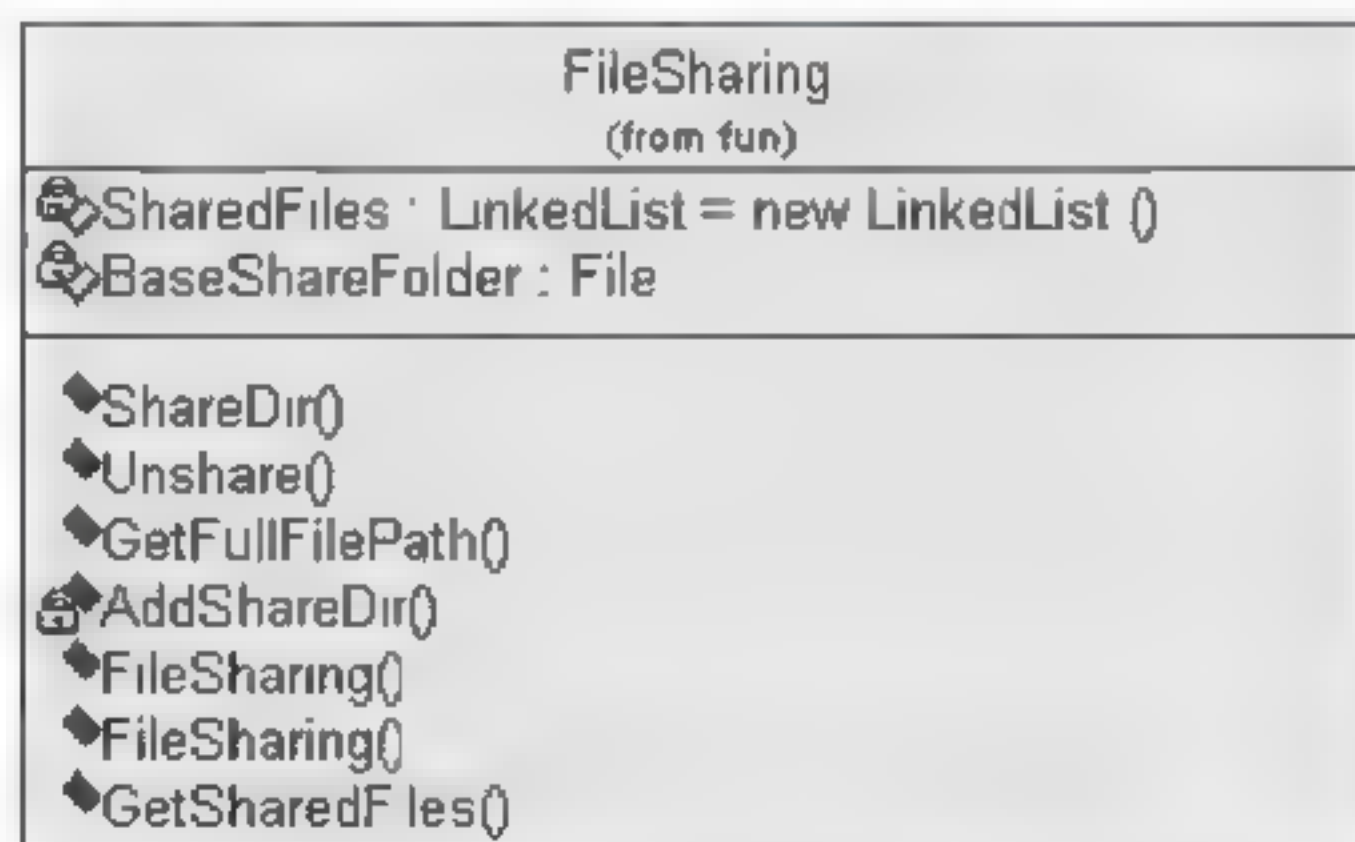 FileSharing
(from fun)
SharedFiles : LinkedList = new LinkedList ()
BaseShareFolder : File
ShareDir()
Unshare()
GetFullFilePath()
AddShareDir()
FileSharing()
FileSharing()
GetSharedFiles()